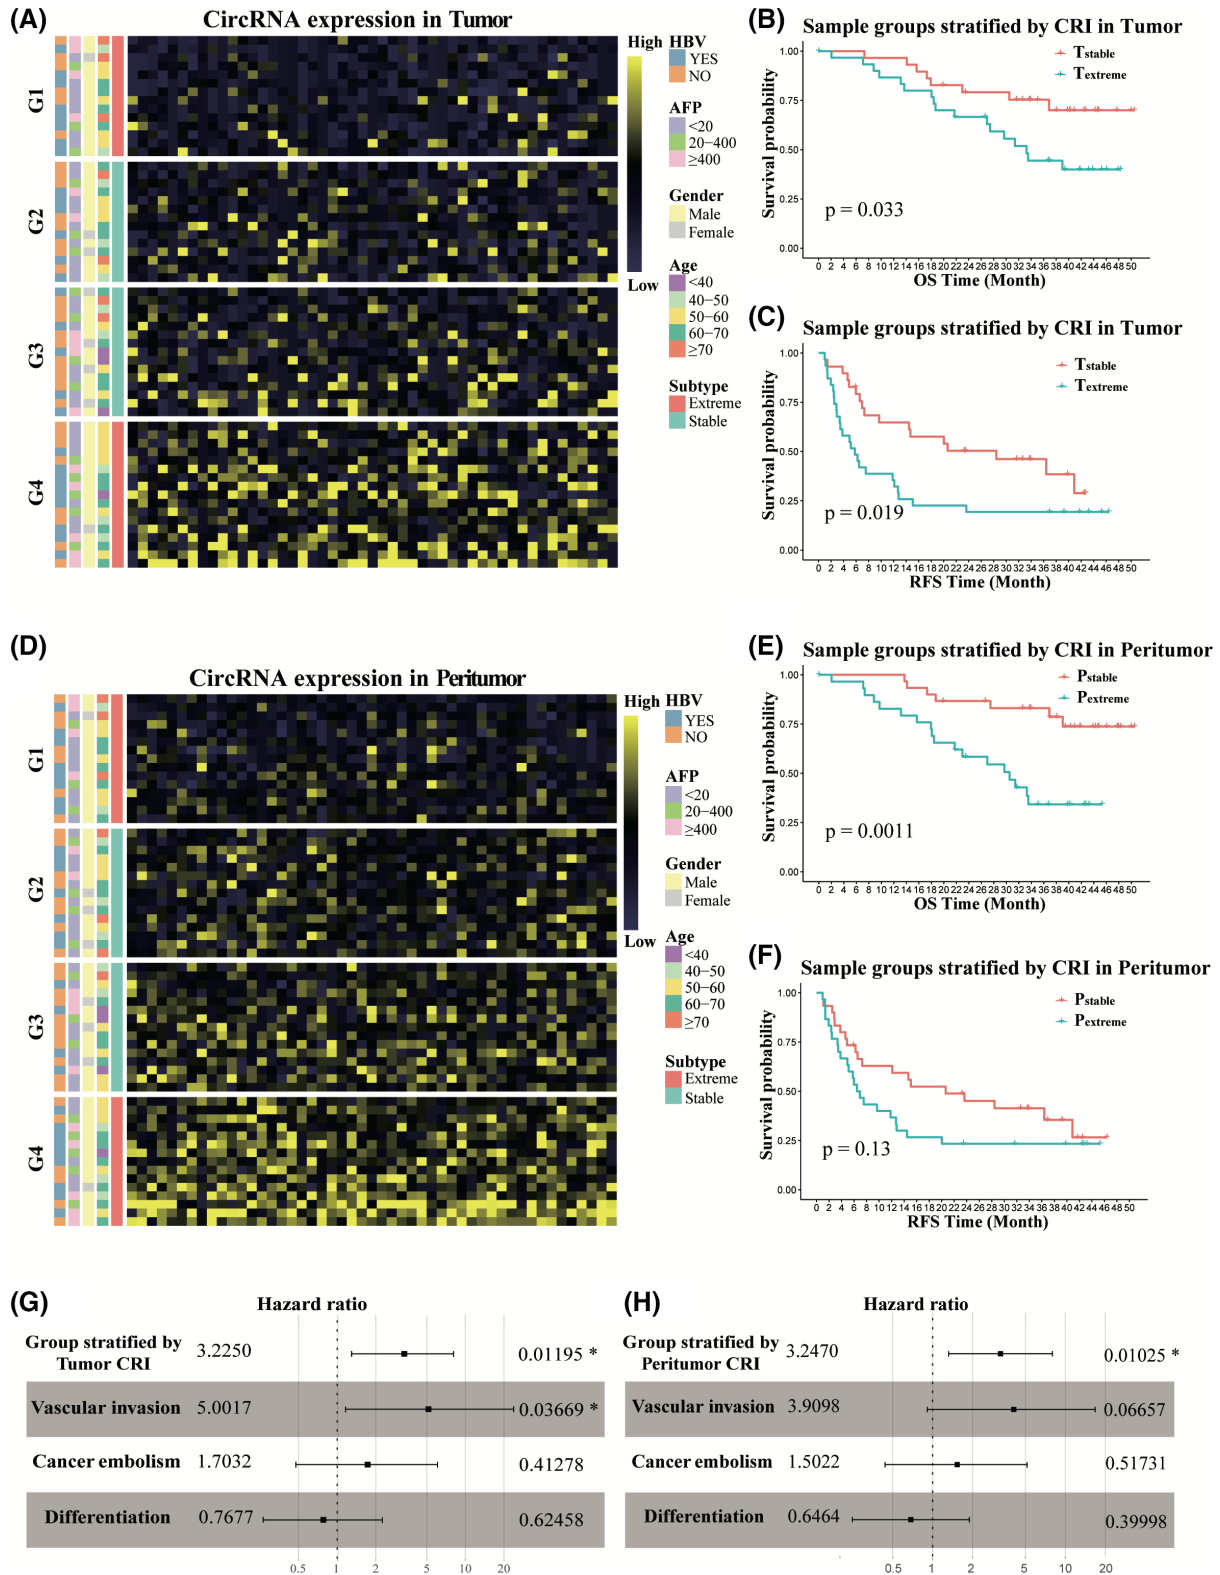 (A)
CircRNA expression in Tumor
G1
G2
G3
G4
High
Low
HBV
YES
NO
AFP
<20
20−400
≥400
Gender
Male
Female
Age
<40
40−50
50−60
60−70
≥70
Subtype
Extreme
Stable
(B)
Sample groups stratified by CRI in Tumor
Tstable
Textreme
Survival probability
1.00
0.75
0.50
0.25
0.00
p = 0.033
0 2 4 6 8 10 12 14 16 18 20 22 24 26 28 30 32 34 36 38 40 42 44 46 48 50
OS Time (Month)
(C)
Sample groups stratified by CRI in Tumor
Tstable
Textreme
Survival probability
1.00
0.75
0.50
0.25
0.00
p = 0.019
0 2 4 6 8 10 12 14 16 18 20 22 24 26 28 30 32 34 36 38 40 42 44 46 48 50
RFS Time (Month)
(D)
CircRNA expression in Peritumor
G1
G2
G3
G4
High
Low
HBV
YES
NO
AFP
<20
20−400
≥400
Gender
Male
Female
Age
<40
40−50
50−60
60−70
≥70
Subtype
Extreme
Stable
(E)
Sample groups stratified by CRI in Peritumor
Pstable
Pextreme
Survival probability
1.00
0.75
0.50
0.25
0.00
p = 0.0011
0 2 4 6 8 10 12 14 16 18 20 22 24 26 28 30 32 34 36 38 40 42 44 46 48 50
OS Time (Month)
(F)
Sample groups stratified by CRI in Peritumor
Pstable
Pextreme
Survival probability
1.00
0.75
0.50
0.25
0.00
p = 0.13
0 2 4 6 8 10 12 14 16 18 20 22 24 26 28 30 32 34 36 38 40 42 44 46 48 50
RFS Time (Month)
(G)
Hazard ratio
Group stratified by
Tumor CRI
3.2250
0.01195 *
Vascular invasion 5.0017 0.03669 *
Cancer embolism 1.7032 0.41278
Differentiation 0.7677 0.62458
0.5 1 2 5 10 20
(H)
Hazard ratio
Group stratified by
Peritumor CRI
3.2470
0.01025 *
Vascular invasion 3.9098 0.06657
Cancer embolism 1.5022 0.51731
Differentiation 0.6464 0.39998
0.5 1 2 5 10 20